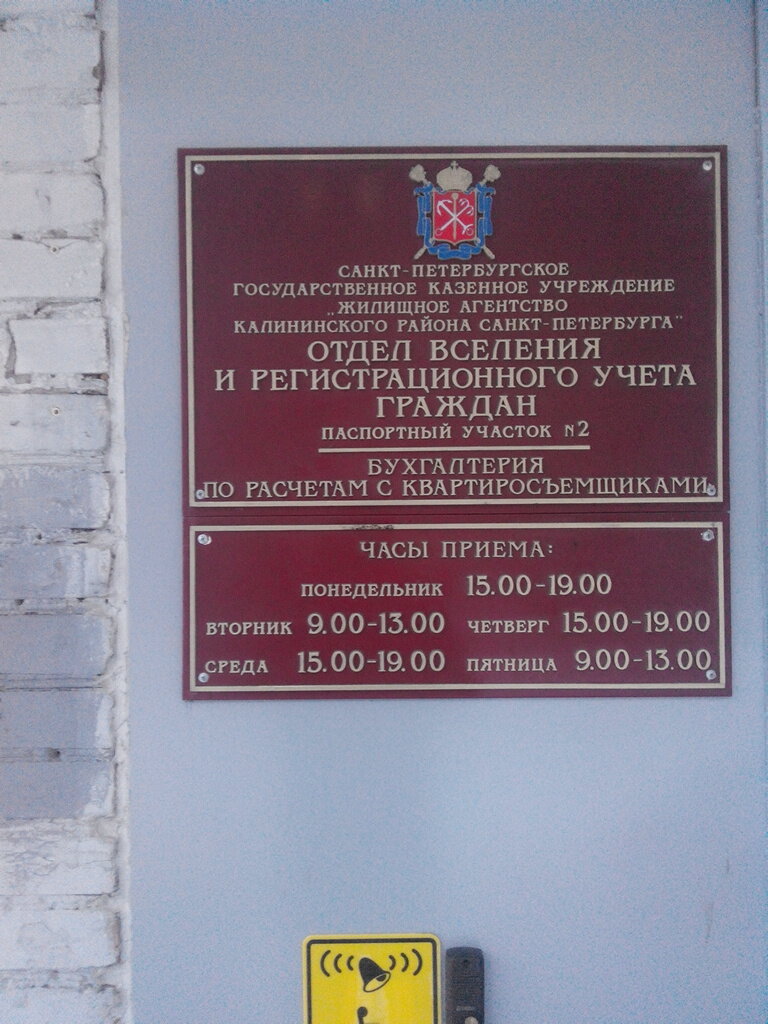 САНКТ-ПЕТЕРБУРГСКОЕ
ГОСУДАРСТВЕННОЕ КАЗЕННОЕ УЧРЕЖДЕНИЕ
„ЖИЛИЩНОЕ АГЕНТСТВО
КАЛИНИНСКОГО РАЙОНА САНКТ-ПЕТЕРБУРГА"
ОТДЕЛ ВСЕЛЕНИЯ
И РЕГИСТРАЦИОННОГО УЧЕТА
ГРАЖДАН
ПАСПОРТНЫЙ УЧАСТОК N2
БУХГАЛТЕРИЯ
ПО РАСЧЕТАМ С КВАРТИРОСЪЕМЩИКАМИ
ЧАСЫ ПРИЕМА:
ПОНЕДЕЛЬНИК 15.00-19.00
ВТОРНИК 9.00-13.00 ЧЕТВЕРГ 15.00-19.00
СРЕДА 15.00-19.00 ПЯТНИЦА 9.00-13.00